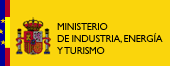 MINISTERIO
DE INDUSTRIA, ENERGÍA
Y TURISMO